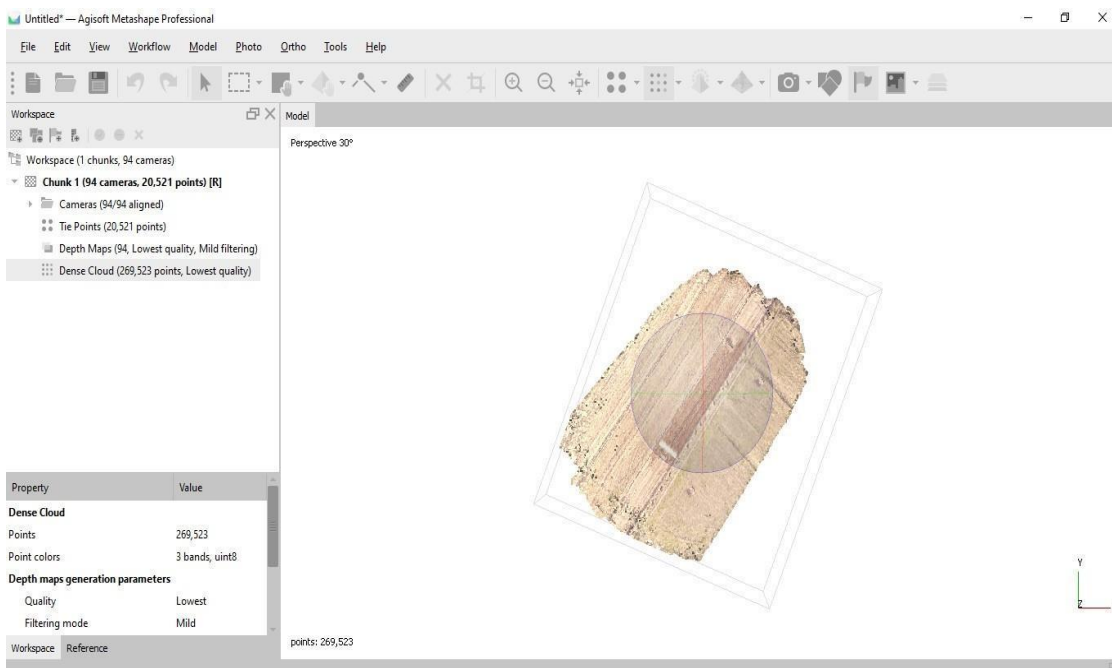 Untitled* — Agisoft Metashape Professional
File Edit View Workflow Model Photo Ortho Tools Help
Workspace
Model
Perspective 30°
Workspace (1 chunks, 94 cameras)
Chunk 1 (94 cameras, 20,521 points) [R]
Cameras (94/94 aligned)
Tie Points (20,521 points)
Depth Maps (94, Lowest quality, Mild filtering)
Dense Cloud (269,523 points, Lowest quality)
Property Value
Dense Cloud
Points 269,523
Point colors 3 bands, uint8
Depth maps generation parameters
Quality Lowest
Filtering mode Mild
Workspace Reference
points: 269,523
Y
Z